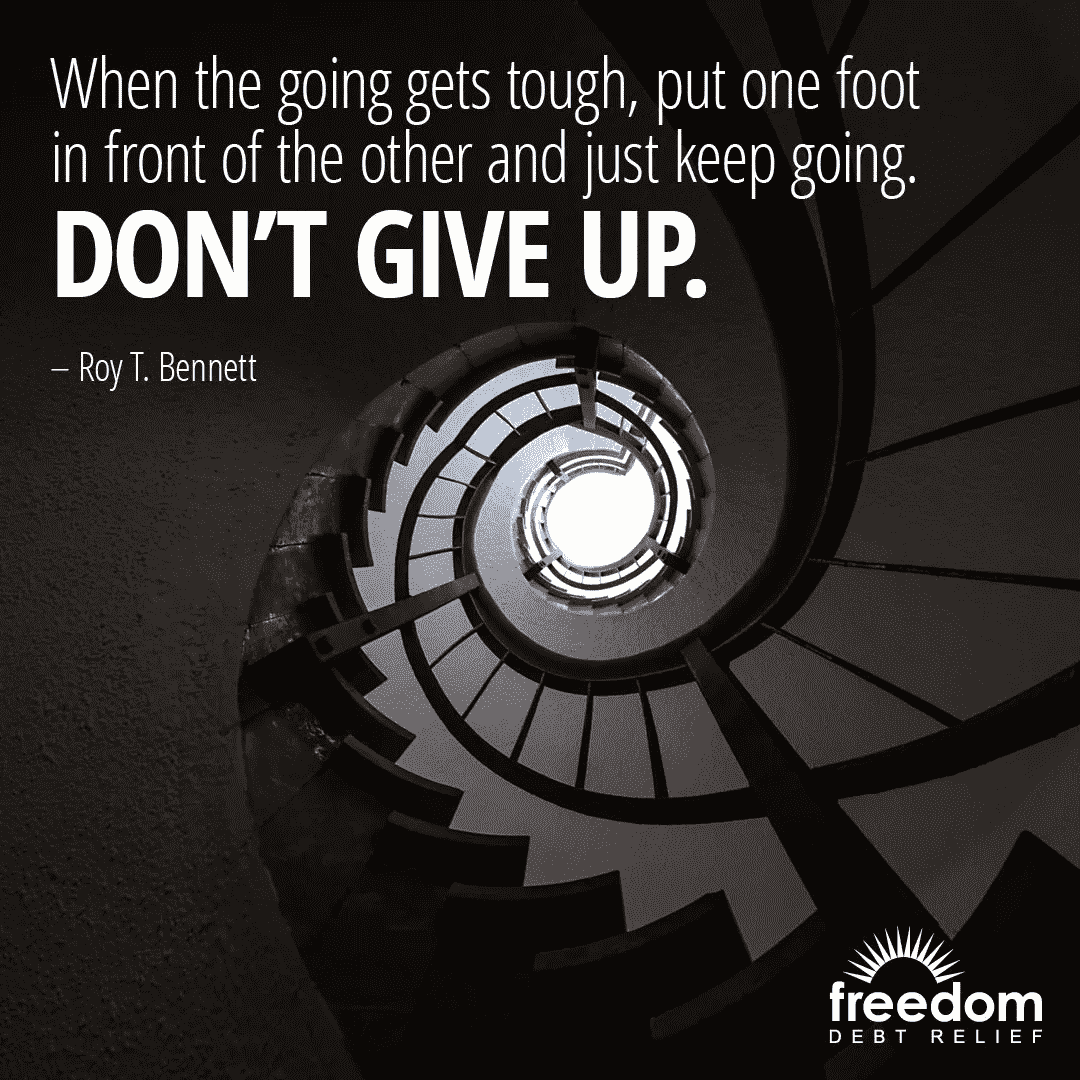 When the going gets tough, put one foot
in front of the other and just keep going.
DON’T GIVE UP.
– Roy T. Bennett
freedom
DEBT RELIEF